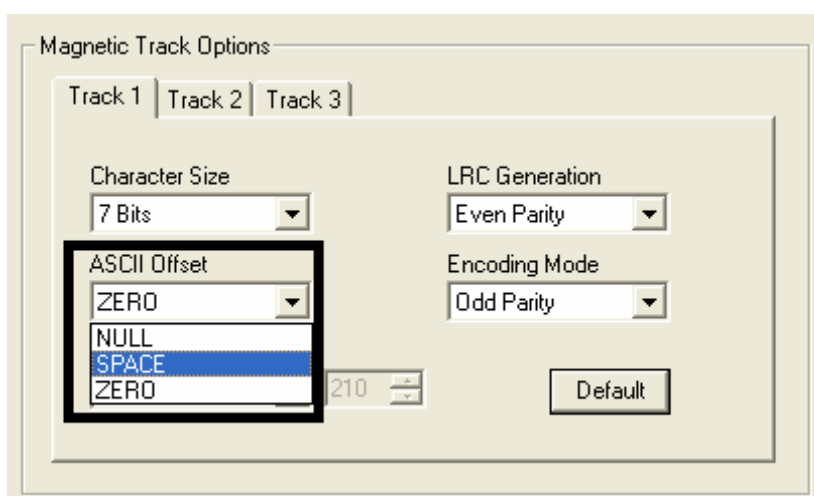 Magnetic Track Options
Track 1 Track 2 Track 3
Character Size LRC Generation
7 Bits Even Parity
ASCII Offset Encoding Mode
ZERO Odd Parity
NULL
SPACE
ZERO 210 Default